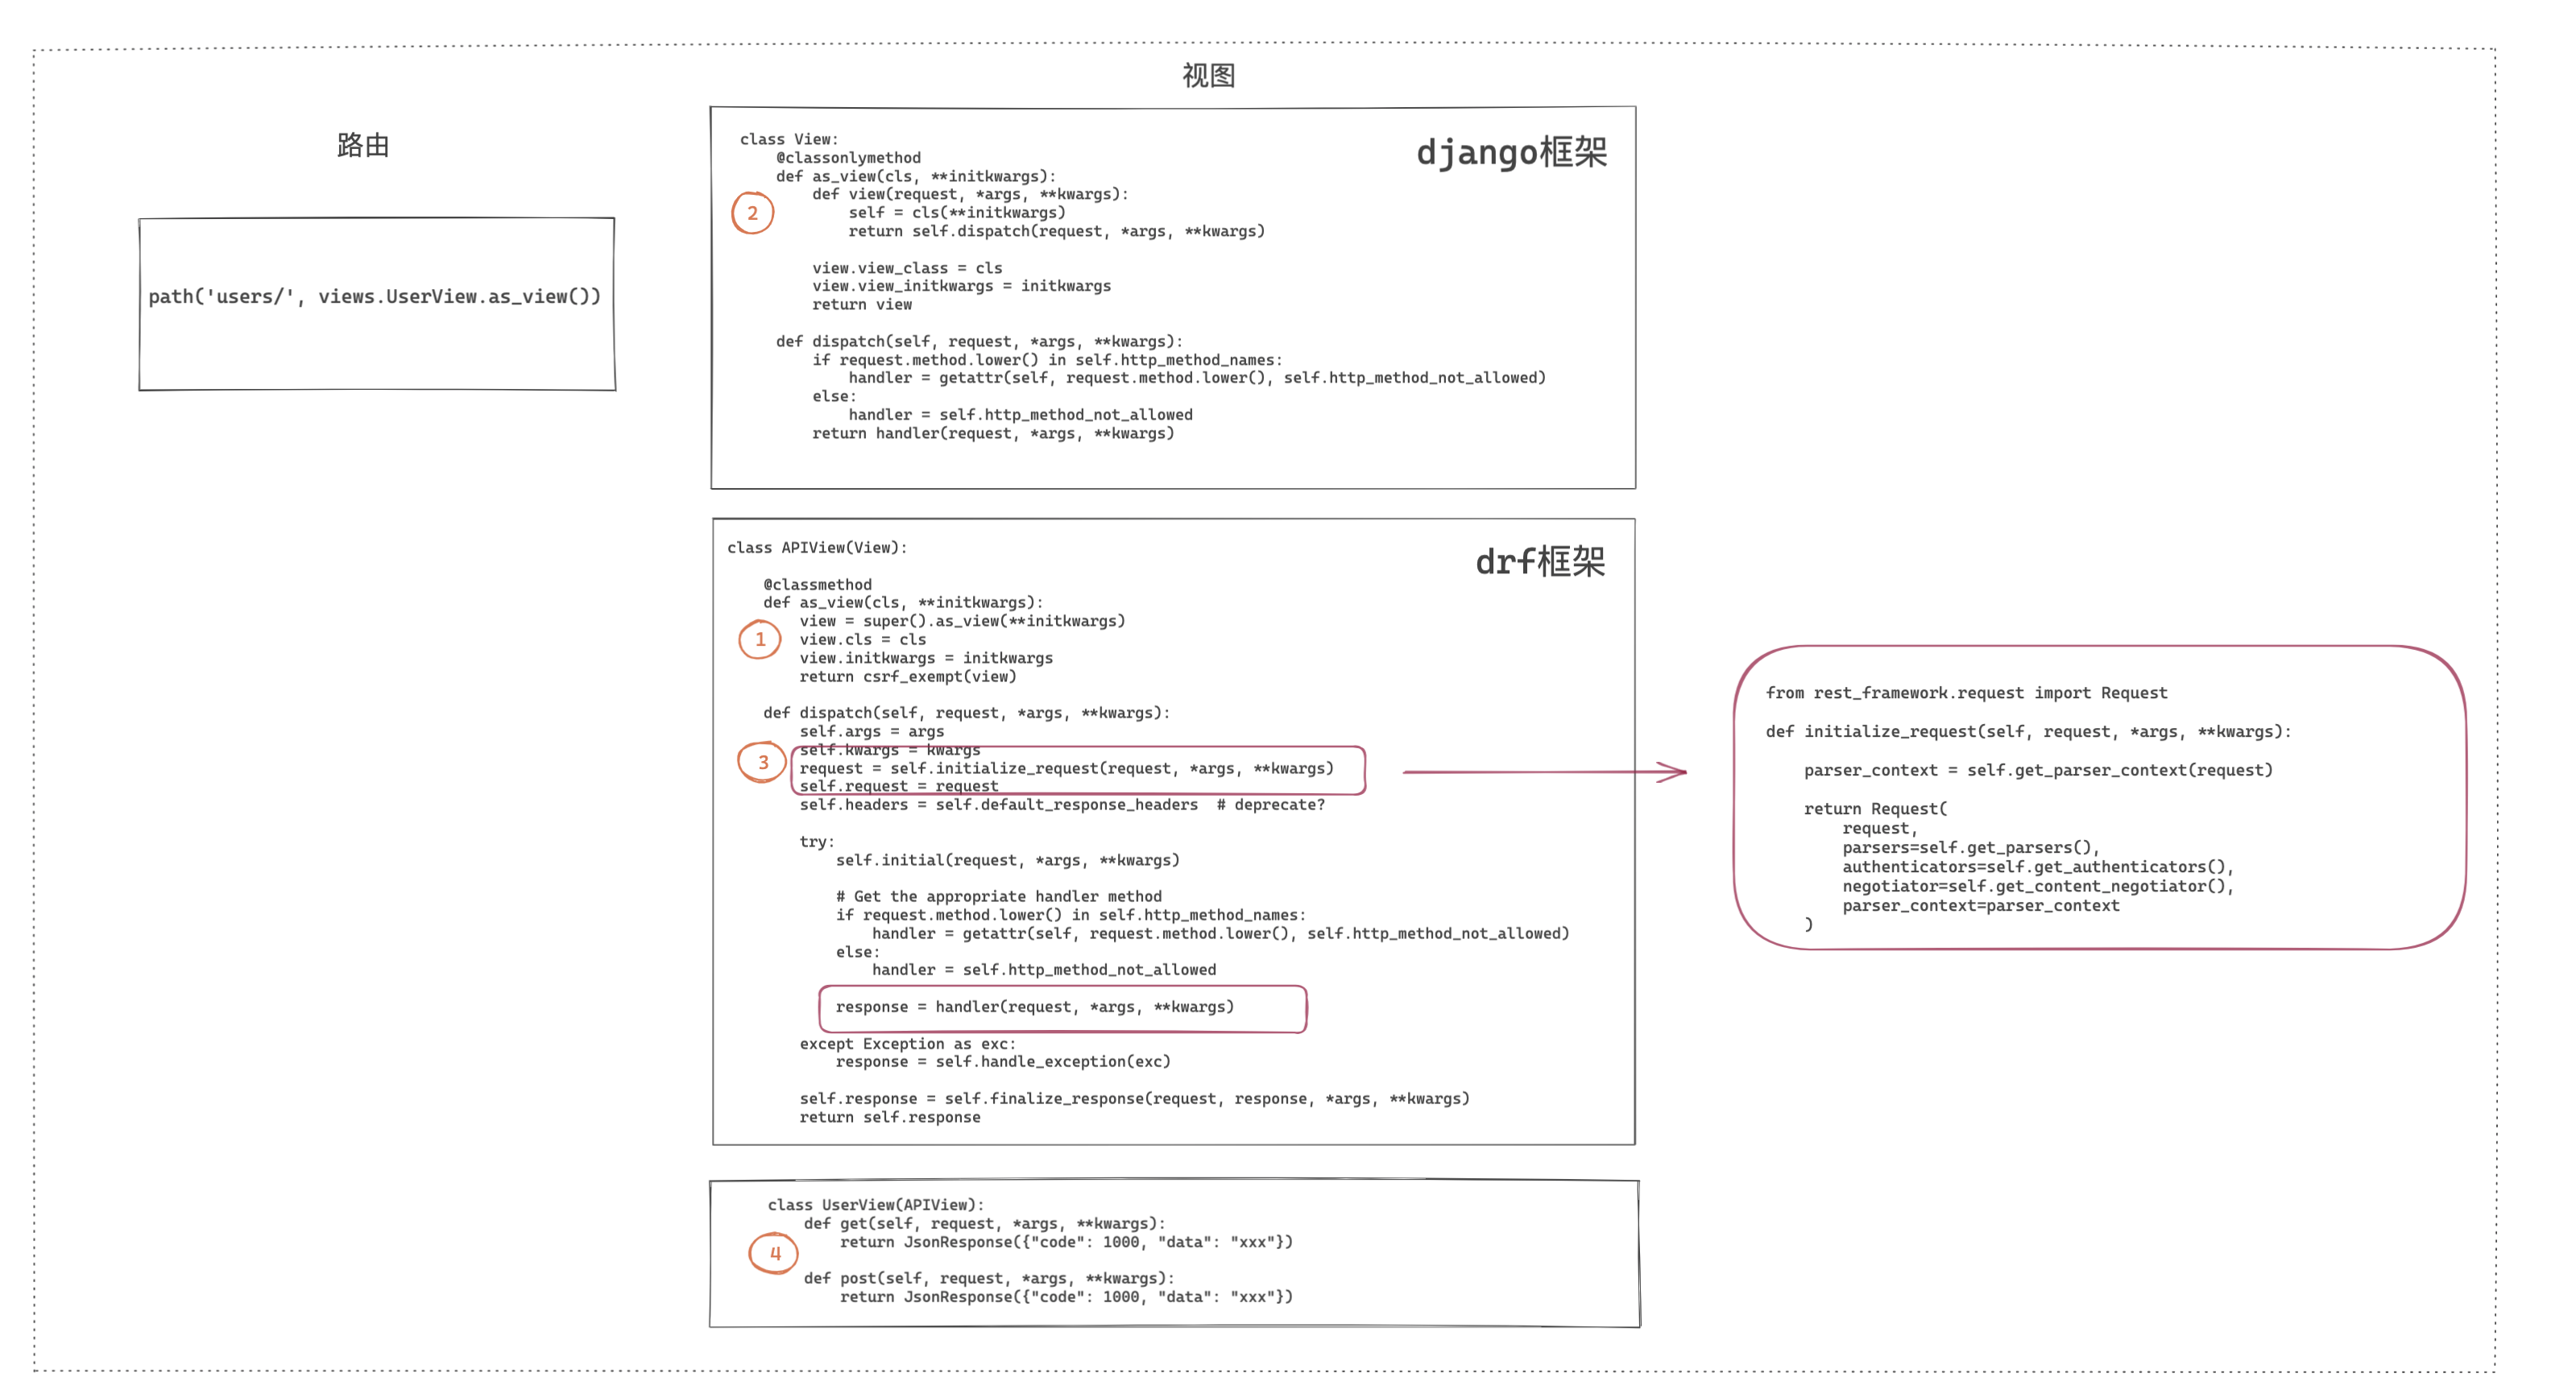 视图
路由
path('users/', views.UserView.as_view())
django框架
class View:
    @classonlymethod
    def as_view(cls, **initkwargs):
        def view(request, *args, **kwargs):
            self = cls(**initkwargs)
            return self.dispatch(request, *args, **kwargs)
        view.view_class = cls
        view.view_initkwargs = initkwargs
        return view
    def dispatch(self, request, *args, **kwargs):
        if request.method.lower() in self.http_method_names:
            handler = getattr(self, request.method.lower(), self.http_method_not_allowed)
        else:
            handler = self.http_method_not_allowed
        return handler(request, *args, **kwargs)
2
drf框架
class APIView(View):
    @classmethod
    def as_view(cls, **initkwargs):
        view = super().as_view(**initkwargs)
        view.cls = cls
        view.initkwargs = initkwargs
        return csrf_exempt(view)
1
    def dispatch(self, request, *args, **kwargs):
        self.args = args
        self.kwargs = kwargs
        request = self.initialize_request(request, *args, **kwargs)
        self.request = request
        self.headers = self.default_response_headers  # deprecate?
3
        try:
            self.initial(request, *args, **kwargs)
            # Get the appropriate handler method
            if request.method.lower() in self.http_method_names:
                handler = getattr(self, request.method.lower(), self.http_method_not_allowed)
            else:
                handler = self.http_method_not_allowed
            response = handler(request, *args, **kwargs)
        except Exception as exc:
            response = self.handle_exception(exc)
        self.response = self.finalize_response(request, response, *args, **kwargs)
        return self.response
from rest_framework.request import Request
def initialize_request(self, request, *args, **kwargs):
    parser_context = self.get_parser_context(request)
    return Request(
        request,
        parsers=self.get_parsers(),
        authenticators=self.get_authenticators(),
        negotiator=self.get_content_negotiator(),
        parser_context=parser_context
    )
class UserView(APIView):
    def get(self, request, *args, **kwargs):
        return JsonResponse({"code": 1000, "data": "xxx"})
4
    def post(self, request, *args, **kwargs):
        return JsonResponse({"code": 1000, "data": "xxx"})